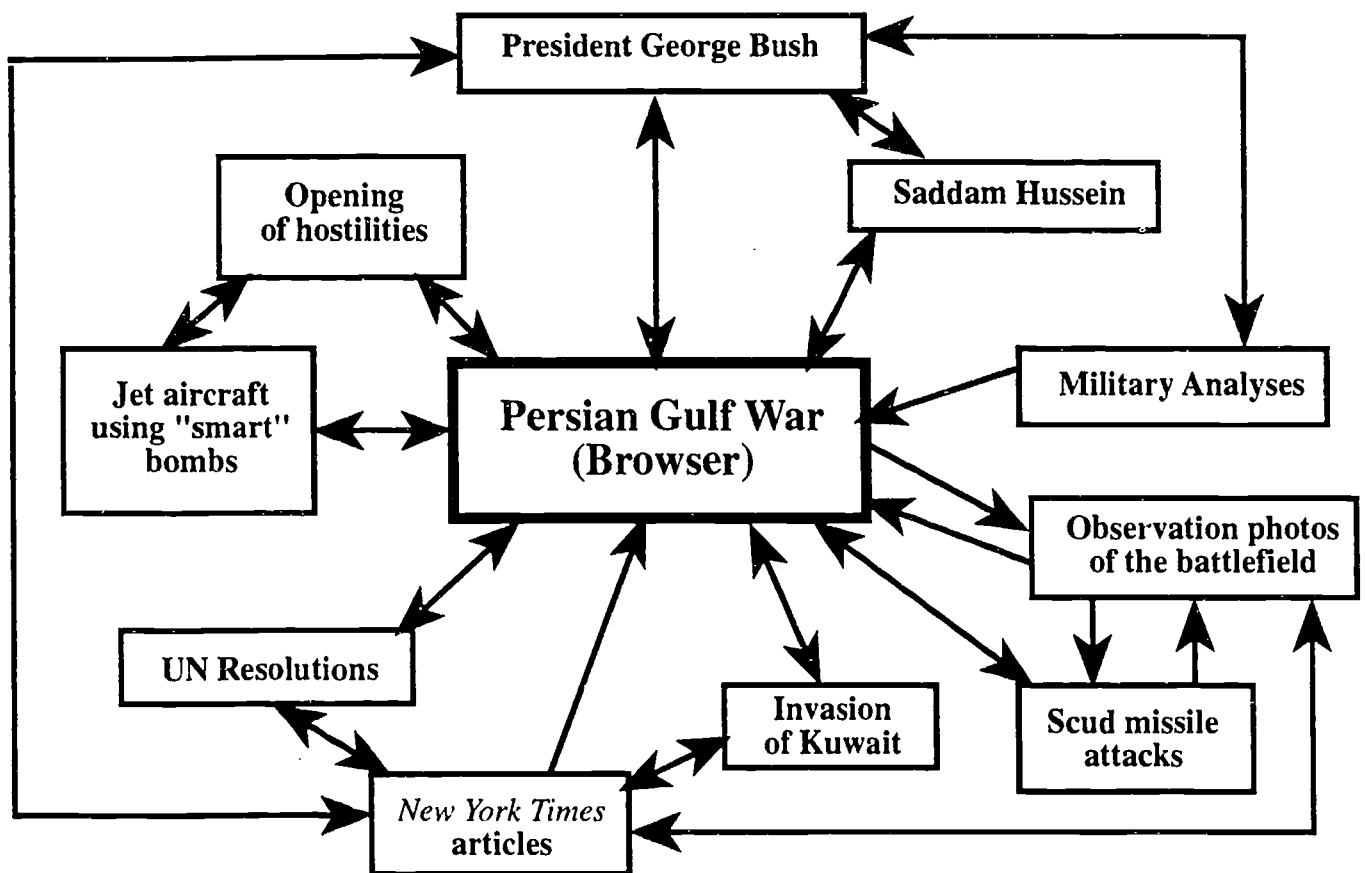 President George Bush
Saddam Hussein
Opening
of hostilities
Jet aircraft
using "smart"
bombs
Persian Gulf War
(Browser)
Military Analyses
Observation photos
of the battlefield
UN Resolutions
Invasion
of Kuwait
Scud missile
attacks
New York Times
articles